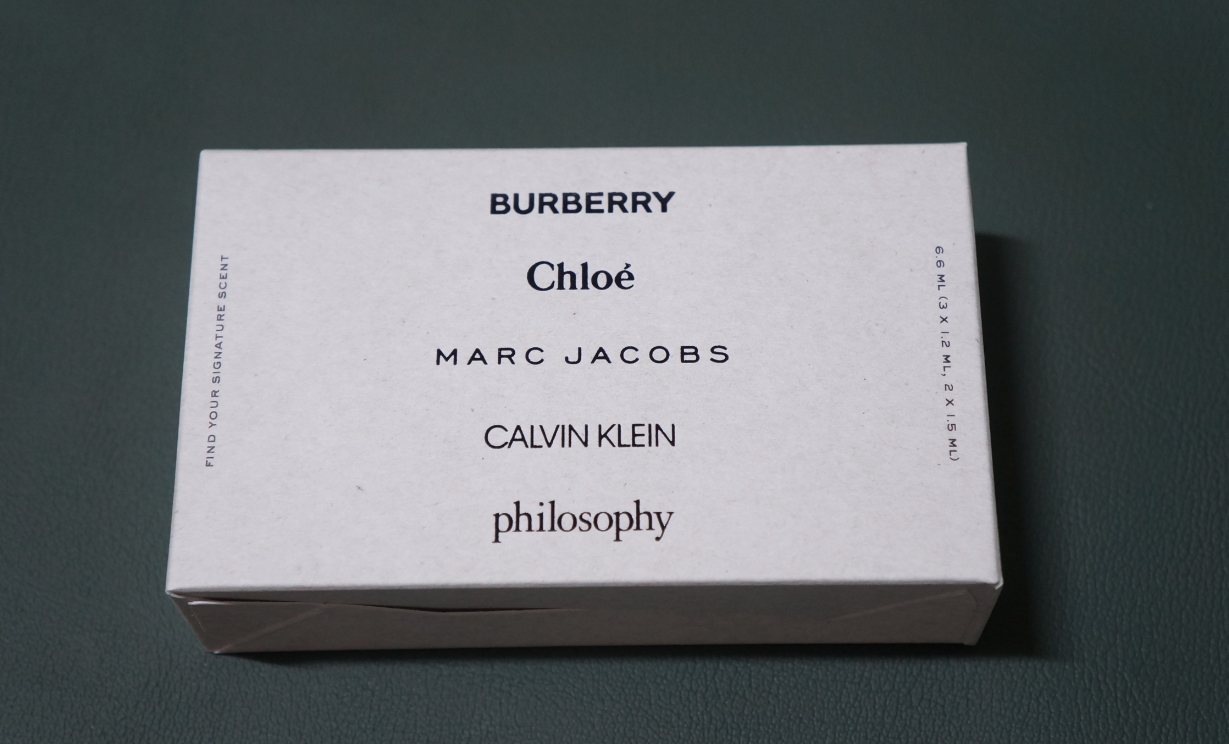 BURBERRY
Chloé
MARC JACOBS
CALVIN KLEIN
philosophy
FIND YOUR SIGNATURE SCENT
6.6 ML (3 X 1.2 ML, 2 X 1.5 ML)